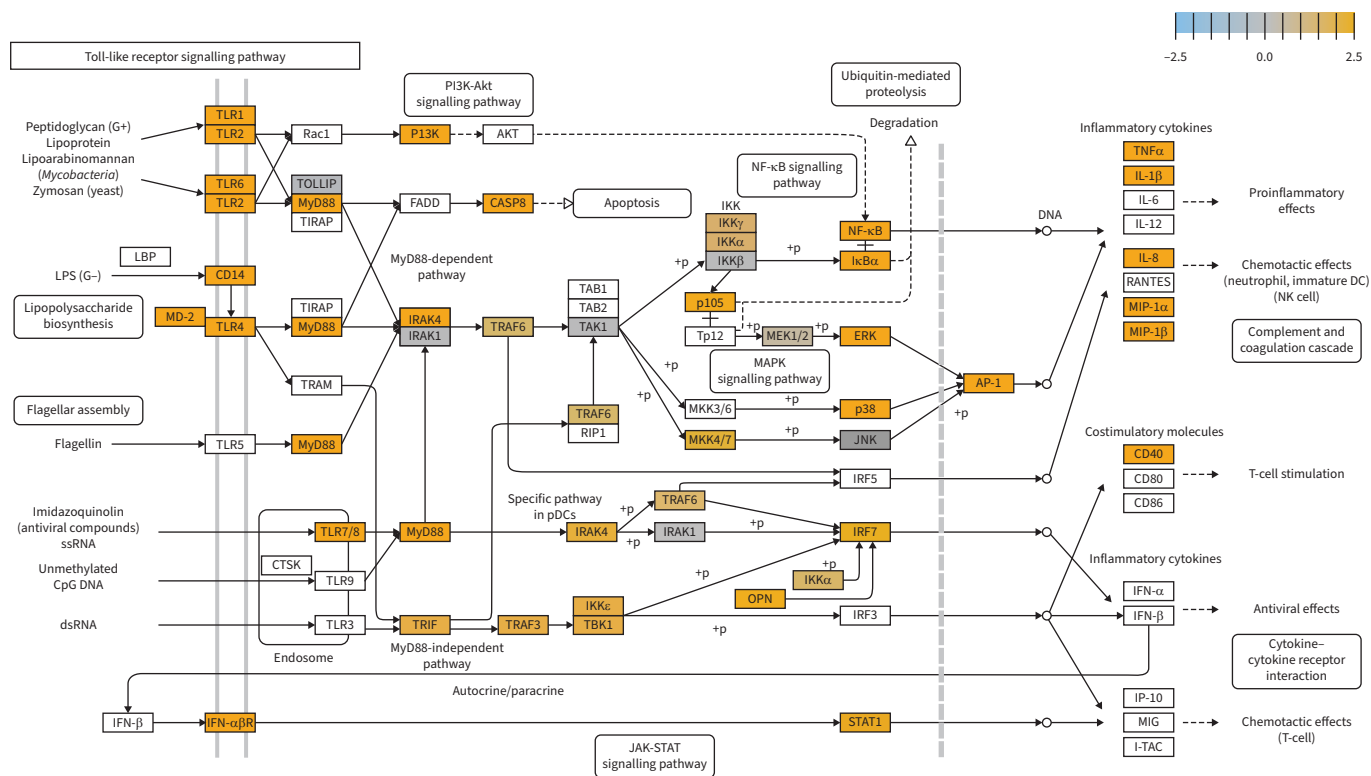 −2.5 0.0 2.5
Toll-like receptor signalling pathway
PI3K-Akt
signalling pathway
Ubiquitin-mediated
proteolysis
Degradation
Peptidoglycan (G+)
Lipoprotein
Lipoarabinomannan
(Mycobacteria)
Zymosan (yeast)
TLR1
TLR2
Rac1
P13K
AKT
TLR6
TLR2
TOLLIP
MyD88
TIRAP
FADD
CASP8
Apoptosis
NF-κB signalling
pathway
IKK
IKKγ
IKKα
IKKβ
+p
+p
NF-κB
IκBα
DNA
Inflammatory cytokines
TNFα
IL-1β
IL-6
IL-12
Proinflammatory
effects
IL-8
RANTES
MIP-1α
MIP-1β
Chemotactic effects
(neutrophil, immature DC)
(NK cell)
Complement and
coagulation cascade
LBP
LPS (G–)
CD14
MyD88-dependent
pathway
Lipopolysaccharide
biosynthesis
MD-2
TLR4
TIRAP
MyD88
IRAK4
IRAK1
TRAF6
TAB1
TAB2
TAK1
p105
Tp12
+p
MEK1/2
+p
ERK
MAPK
signalling pathway
TRAM
+p
+p
MKK3/6
+p
p38
AP-1
+p
MKK4/7
+p
JNK
TRAF6
RIP1
Flagellar assembly
Flagellin
TLR5
MyD88
IRF5
Costimulatory molecules
CD40
CD80
CD86
T-cell stimulation
Imidazoquinolin
(antiviral compounds)
ssRNA
TLR7/8
MyD88
Specific pathway
in pDCs
IRAK4
+p
+p
TRAF6
IRAK1
+p
IRF7
Unmethylated
CpG DNA
CTSK
TLR9
+p
+p
IKKα
OPN
Inflammatory cytokines
IFN-α
IFN-β
Antiviral effects
dsRNA
TLR3
Endosome
TRIF
TRAF3
IKKε
TBK1
+p
IRF3
MyD88-independent
pathway
Cytokine–
cytokine receptor
interaction
Autocrine/paracrine
IFN-β
IFN-αβR
STAT1
JAK-STAT
signalling pathway
IP-10
MIG
I-TAC
Chemotactic effects
(T-cell)